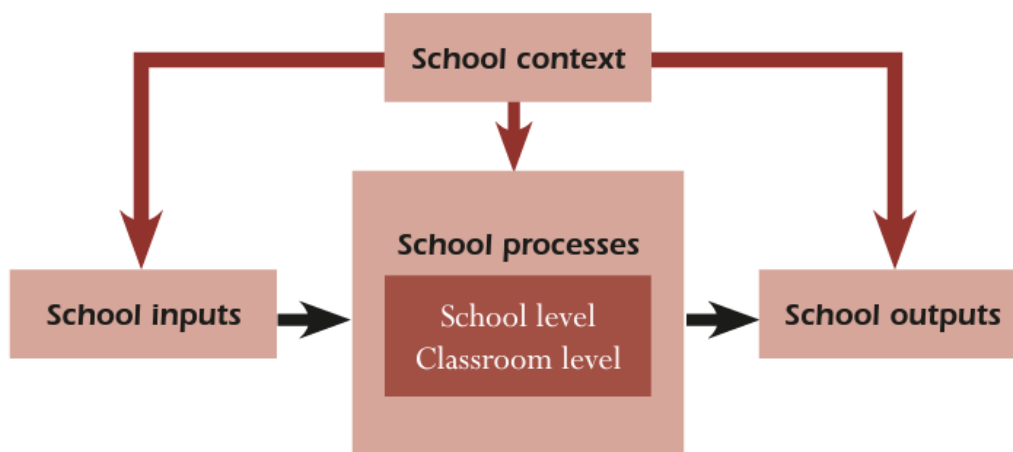 School context
School processes
School inputs
School level
Classroom level
School outputs